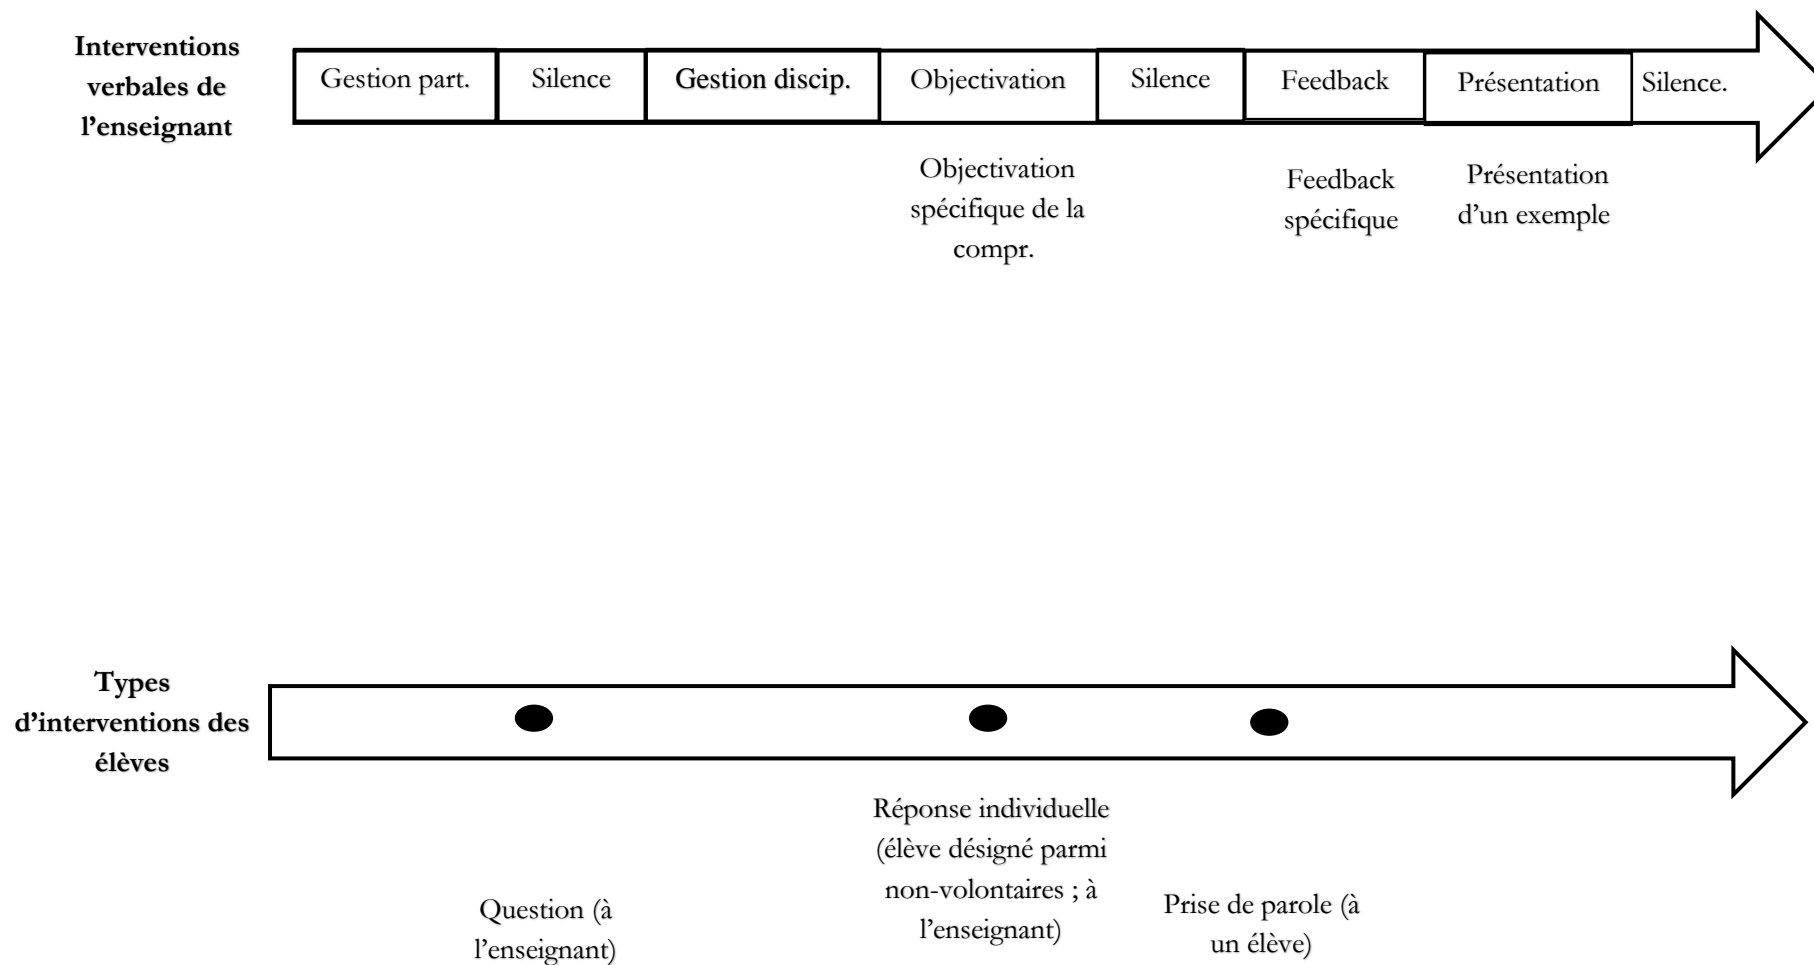 Interventions
verbales de
l’enseignant
Gestion part.
Silence
Gestion discip.
Objectivation
Silence
Feedback
Présentation
Silence.
Objectivation
spécifique de la
compr.
Feedback
spécifique
Présentation
d’un exemple
Types
d’interventions des
élèves
Question (à
l’enseignant)
Réponse individuelle
(élève désigné parmi
non-volontaires ; à
l’enseignant)
Prise de parole (à
un élève)